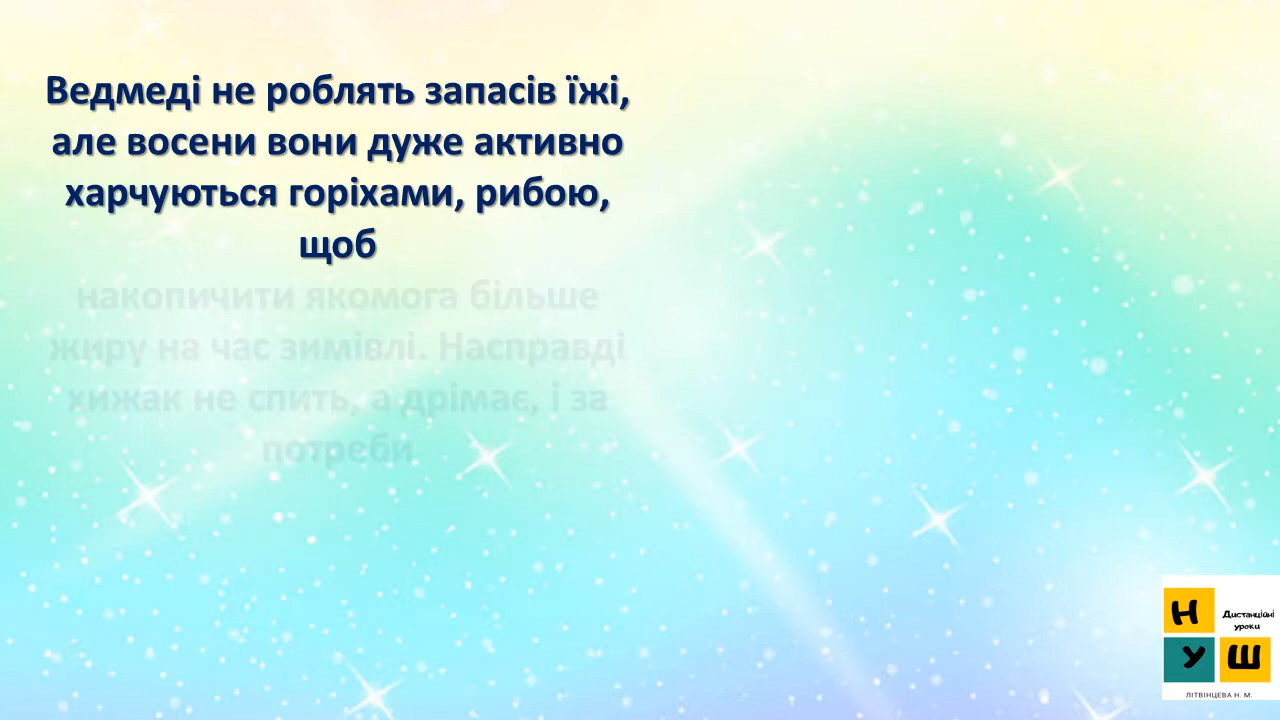 Ведмеді не роблять запасів їжі,
але восени вони дуже активно
харчуються горіхами, рибою,
щоб
накопичити якомога більше
жиру на час зимівлі. Насправді
хижак не спить, а дрімає, і за
потреби
Н
Дистанційні
уроки
У Ш
ЛІТВІНЦЕВА Н. М.